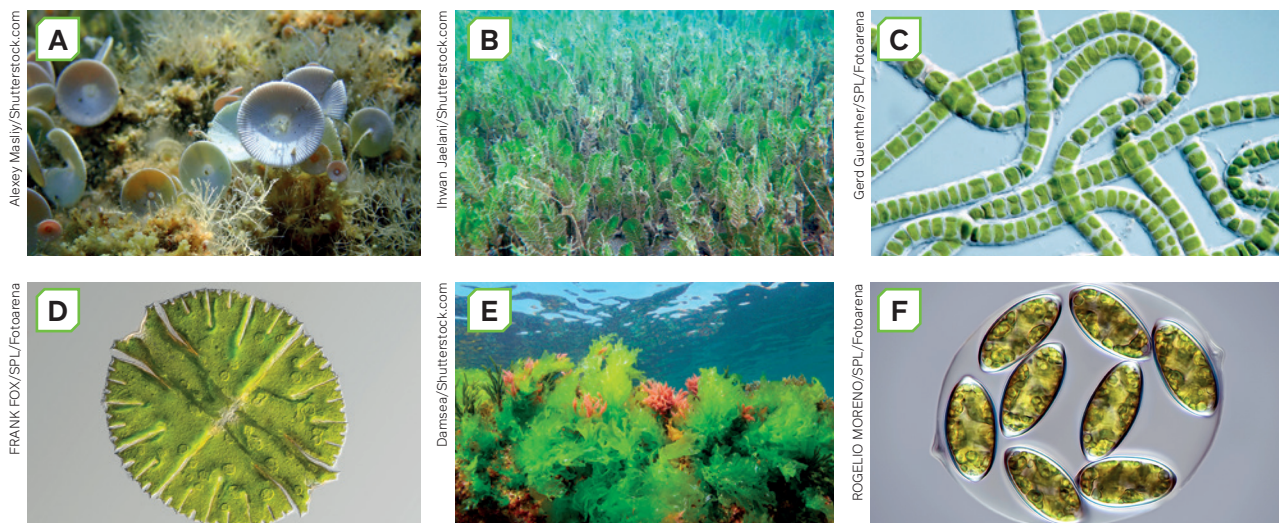 Alexey Masliy/Shutterstock.com
A
Ihwan Jaelani/Shutterstock.com
B
Gerd Guenther/SPL/Fotoarena
C
FRANK FOX/SPL/Fotoarena
D
Damsea/Shutterstock.com
E
ROGELIO MORENO/SPL/Fotoarena
F